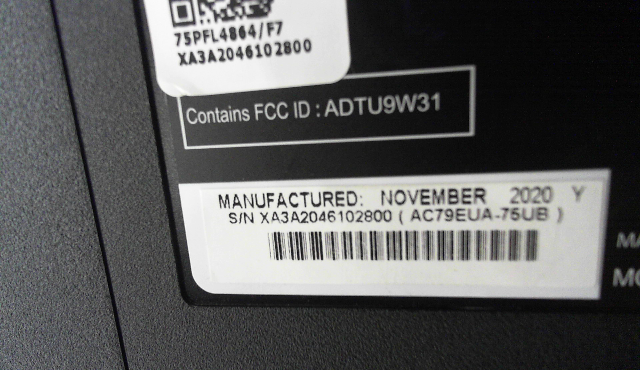 75PFL4864/F7
XA3A2046102800
Contains FCC ID : ADTU9W31
MANUFACTURED: NOVEMBER 2020 Y
S/N XA3A2046102800 ( AC79EUA-75UB )